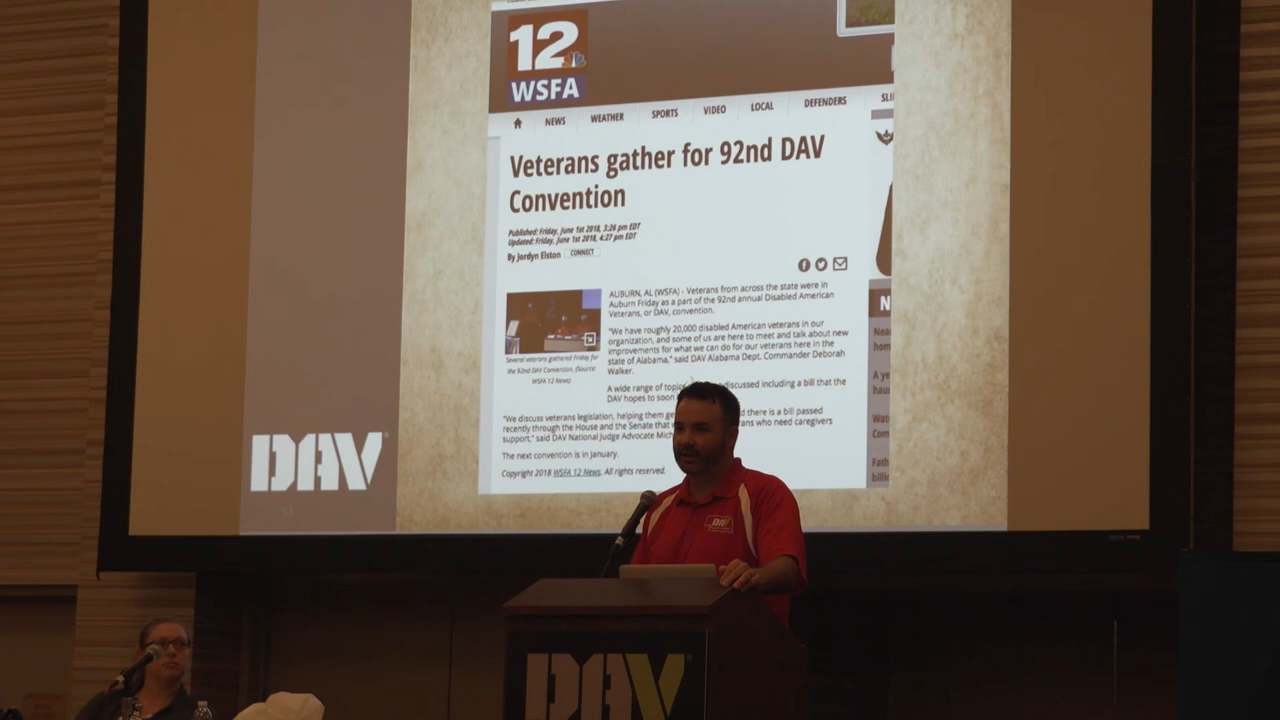 12
WSFA
NEWS WEATHER SPORTS VIDEO LOCAL DEFENDERS
Veterans gather for 92nd DAV
Convention
Published: Friday, June 1st 2018, 3:26 pm EDT
Updated: Friday, June 1st 2018, 4:27 pm EDT
By Jordyn Elston CONNECT
AUBURN, AL (WSFA) - Veterans from across the state were in
Auburn Friday as a part of the 92nd annual Disabled American
Veterans, or DAV, convention.
"We have roughly 20,000 disabled American veterans in our
organization, and some of us are here to meet and talk about new
improvements for what we can do for our veterans here in the
state of Alabama," said DAV Alabama Dept. Commander Deborah
Walker.
Several veterans gathered Friday for
the 92nd DAV Convention. (Source:
WSFA 12 News)
A wide range of topics discussed including a bill that the
DAV hopes to soon
"We discuss veterans legislation, helping them there is a bill passed
recently through the House and the Senate that who need caregivers
support," said DAV National Judge Advocate
The next convention is in January.
Copyright 2018 WSFA 12 News. All rights reserved.
N
DAV
DAV
DAV